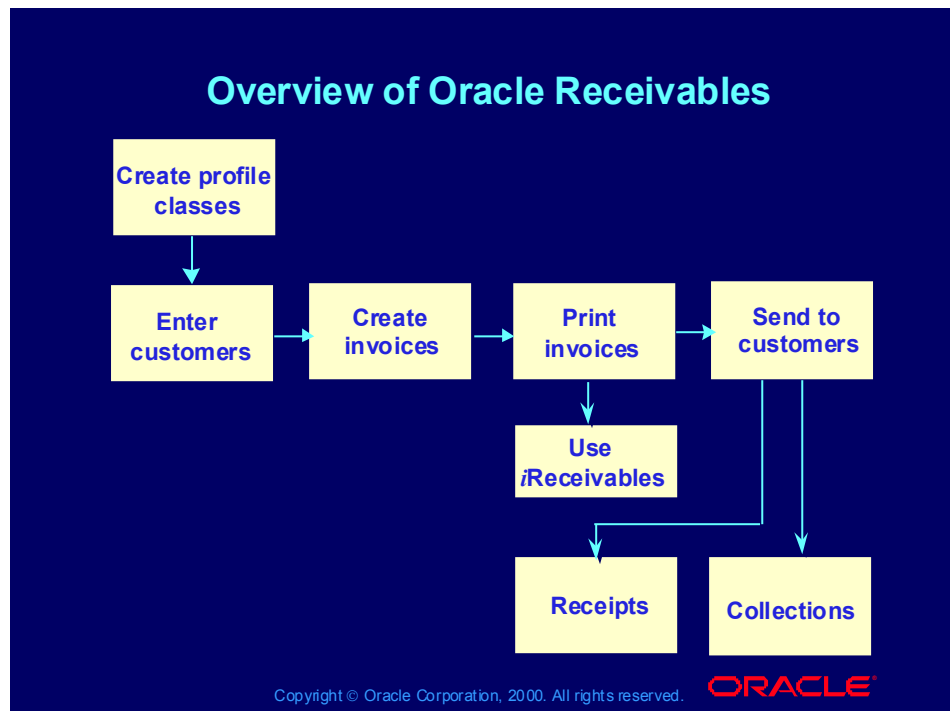 Overview of Oracle Receivables
Create profile
classes
Enter
customers
Create
invoices
Print
invoices
Send to
customers
Use
iReceivables
Receipts
Collections
Copyright © Oracle Corporation, 2000. All rights reserved.
ORACLE®